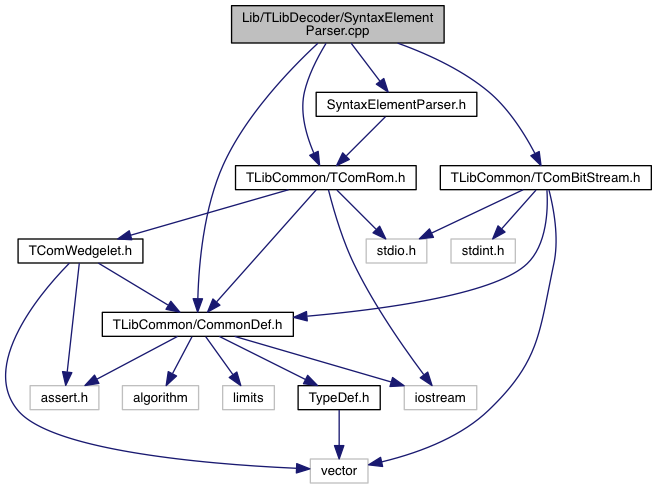 Lib/TLibDecoder/SyntaxElement
Parser.cpp
SyntaxElementParser.h
TLibCommon/TComRom.h
TLibCommon/TComBitStream.h
TComWedgelet.h
stdio.h
stdint.h
TLibCommon/CommonDef.h
assert.h
algorithm
limits
TypeDef.h
iostream
vector